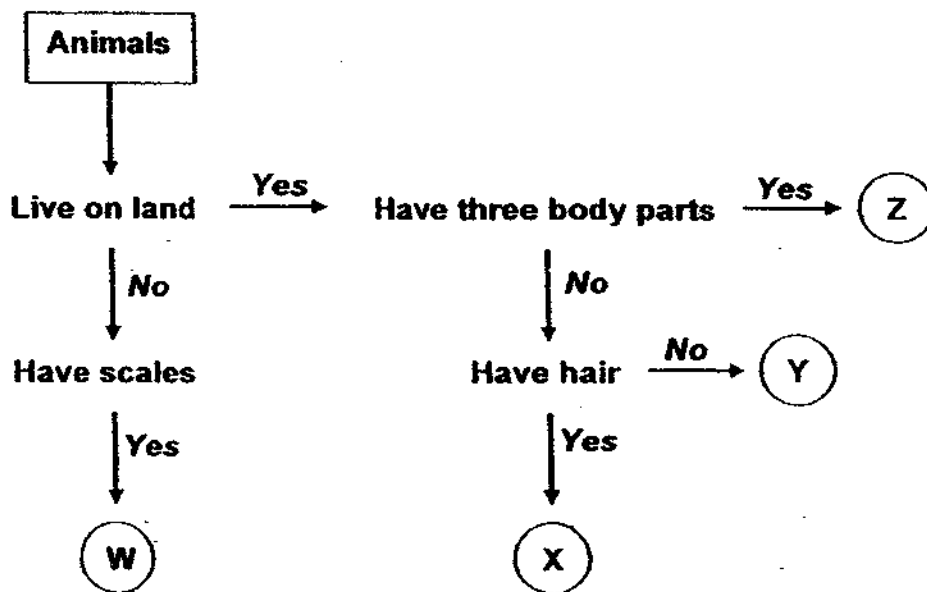 Animals
Live on land
Yes
Have three body parts
Yes
Z
No
No
Have scales
Have hair
No
Y
Yes
Yes
W
X